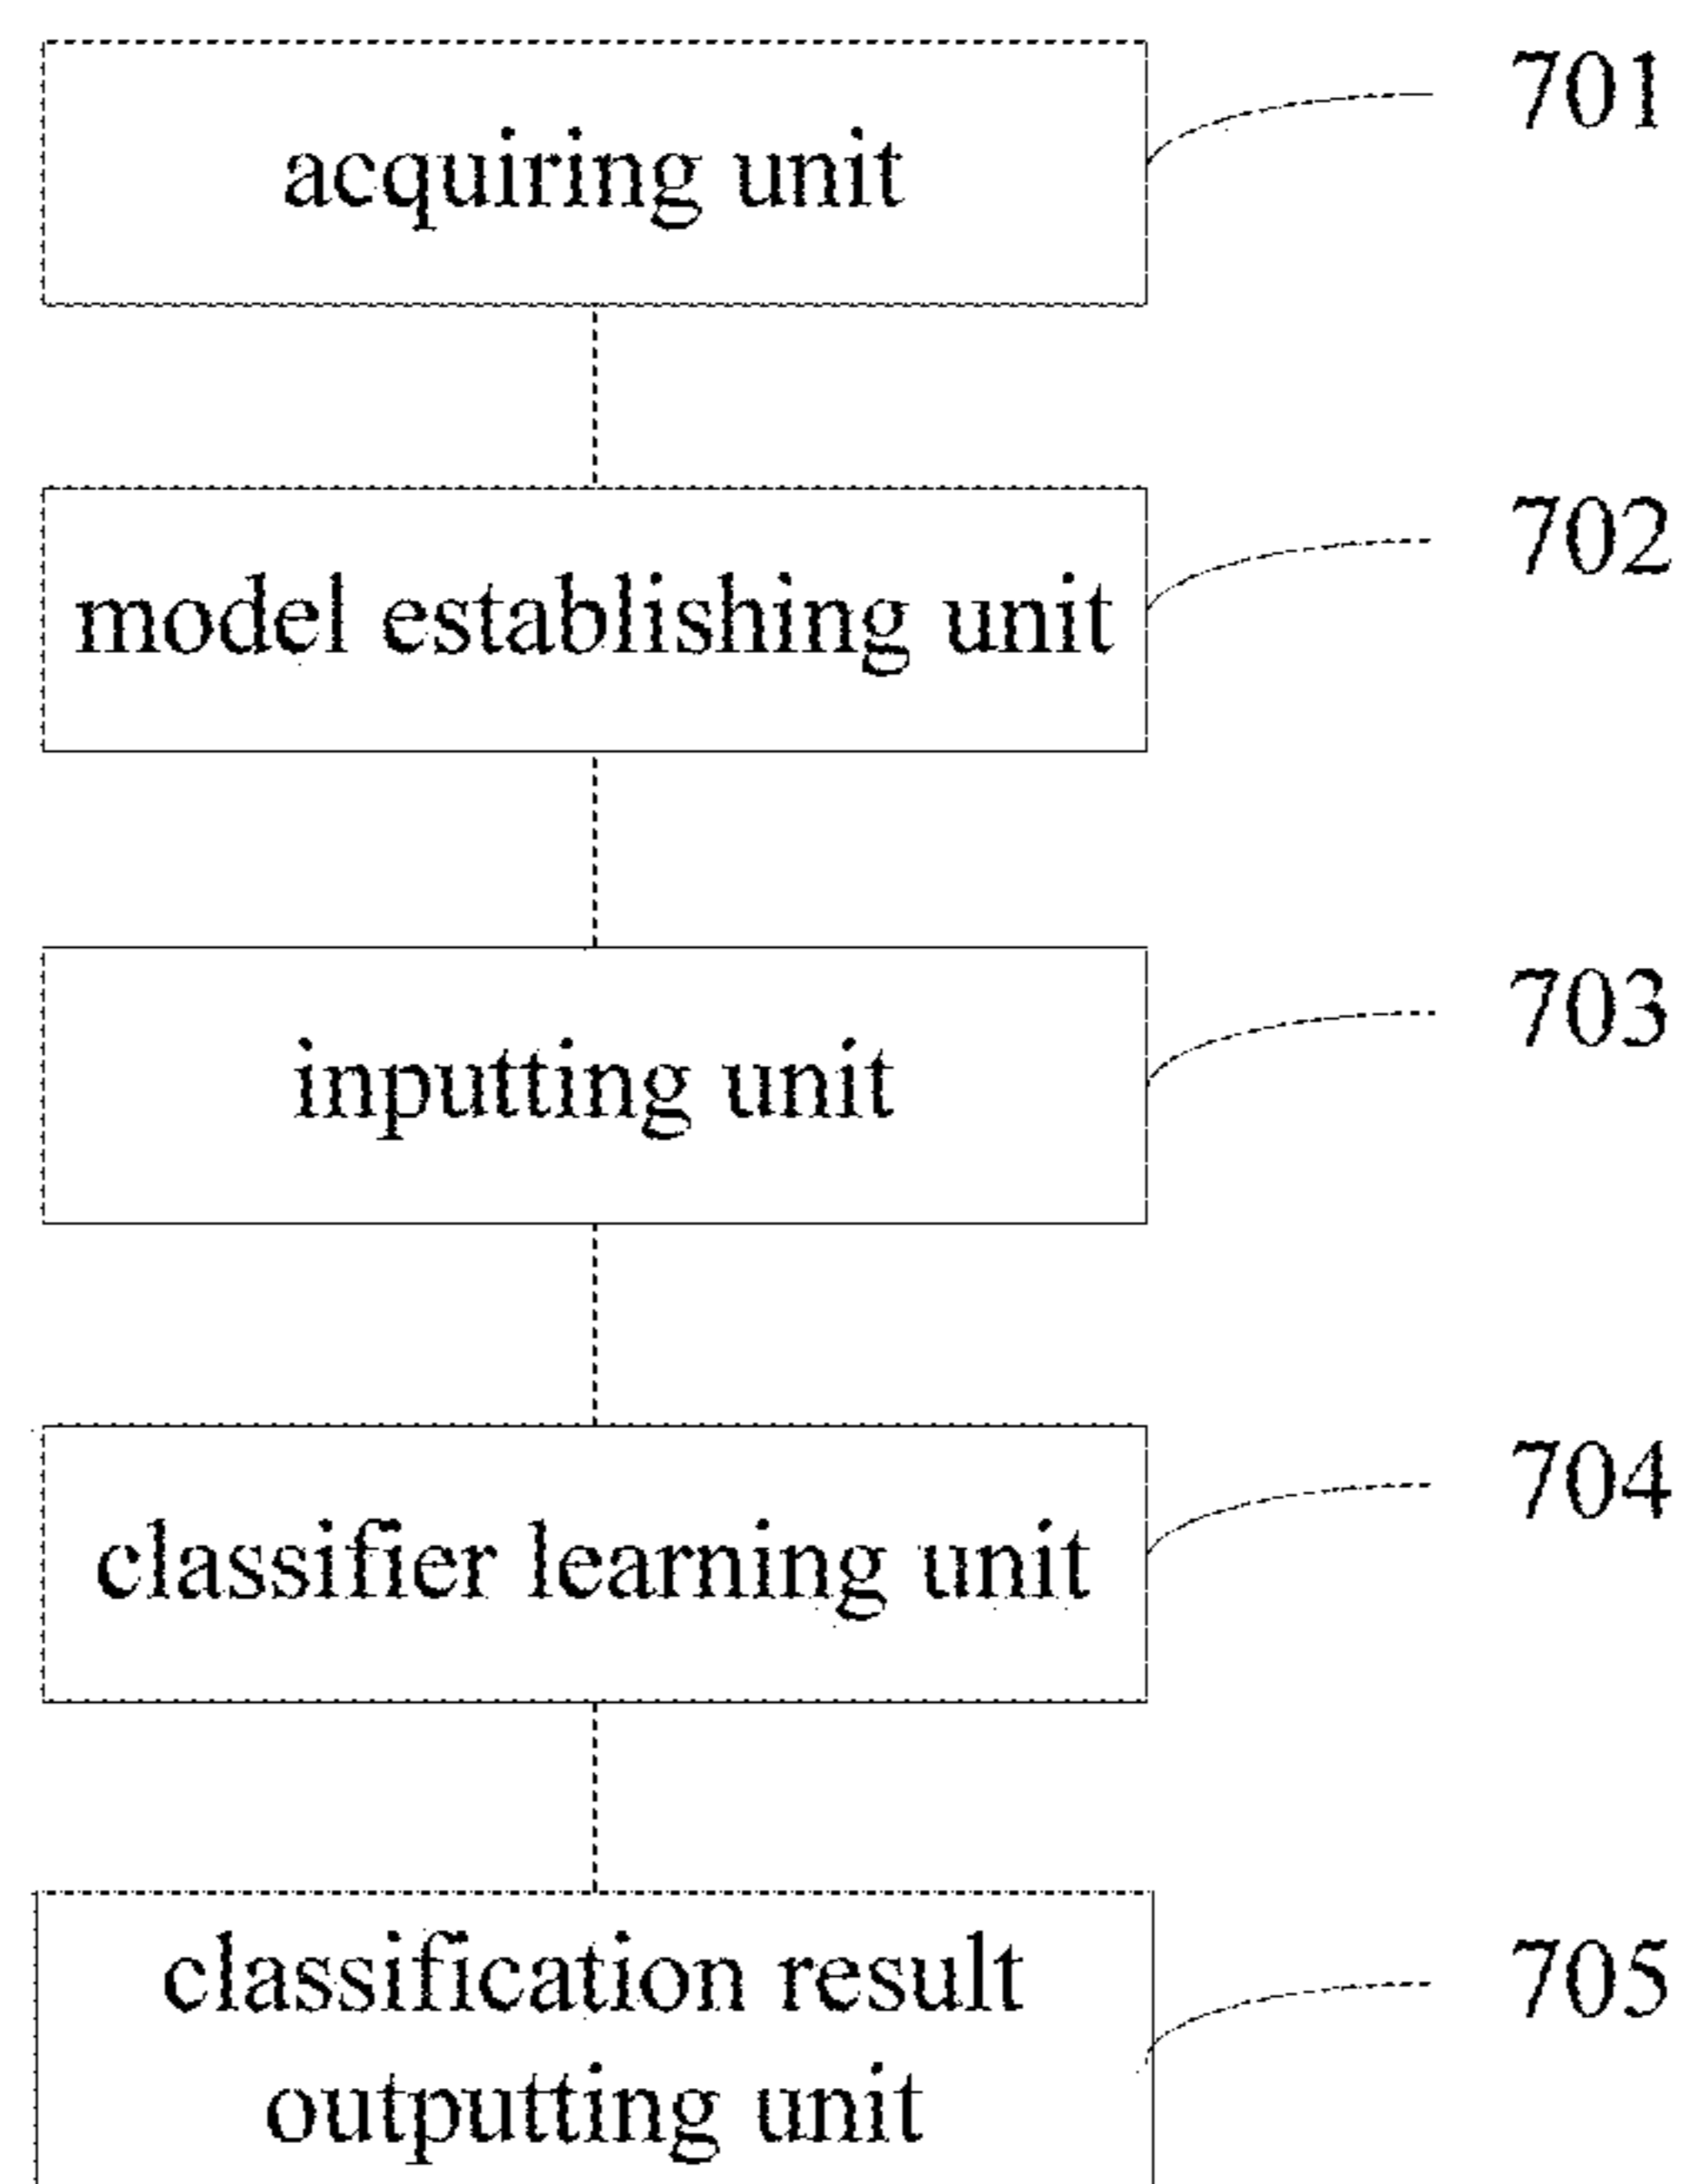 acquiring unit
701
model establishing unit
702
inputting unit
703
classifier learning unit
704
classification result
outputting unit
705